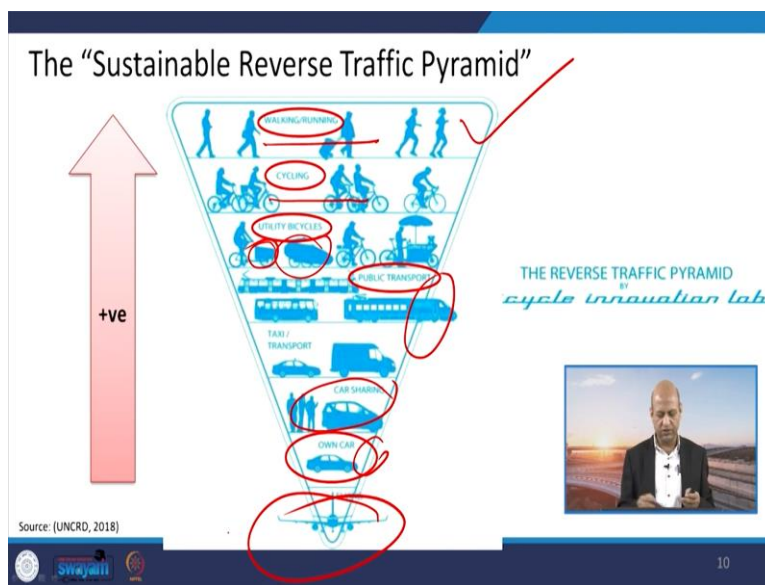 The “Sustainable Reverse Traffic Pyramid”
WALKING/RUNNING
CYCLING
UTILITY BICYCLES
PUBLIC TRANSPORT
TAXI /
TRANSPORT
CAR SHARING
OWN CAR
+ve
THE REVERSE TRAFFIC PYRAMID
BY
cycle innovation lab
Source: (UNCRD, 2018)
swayam
10